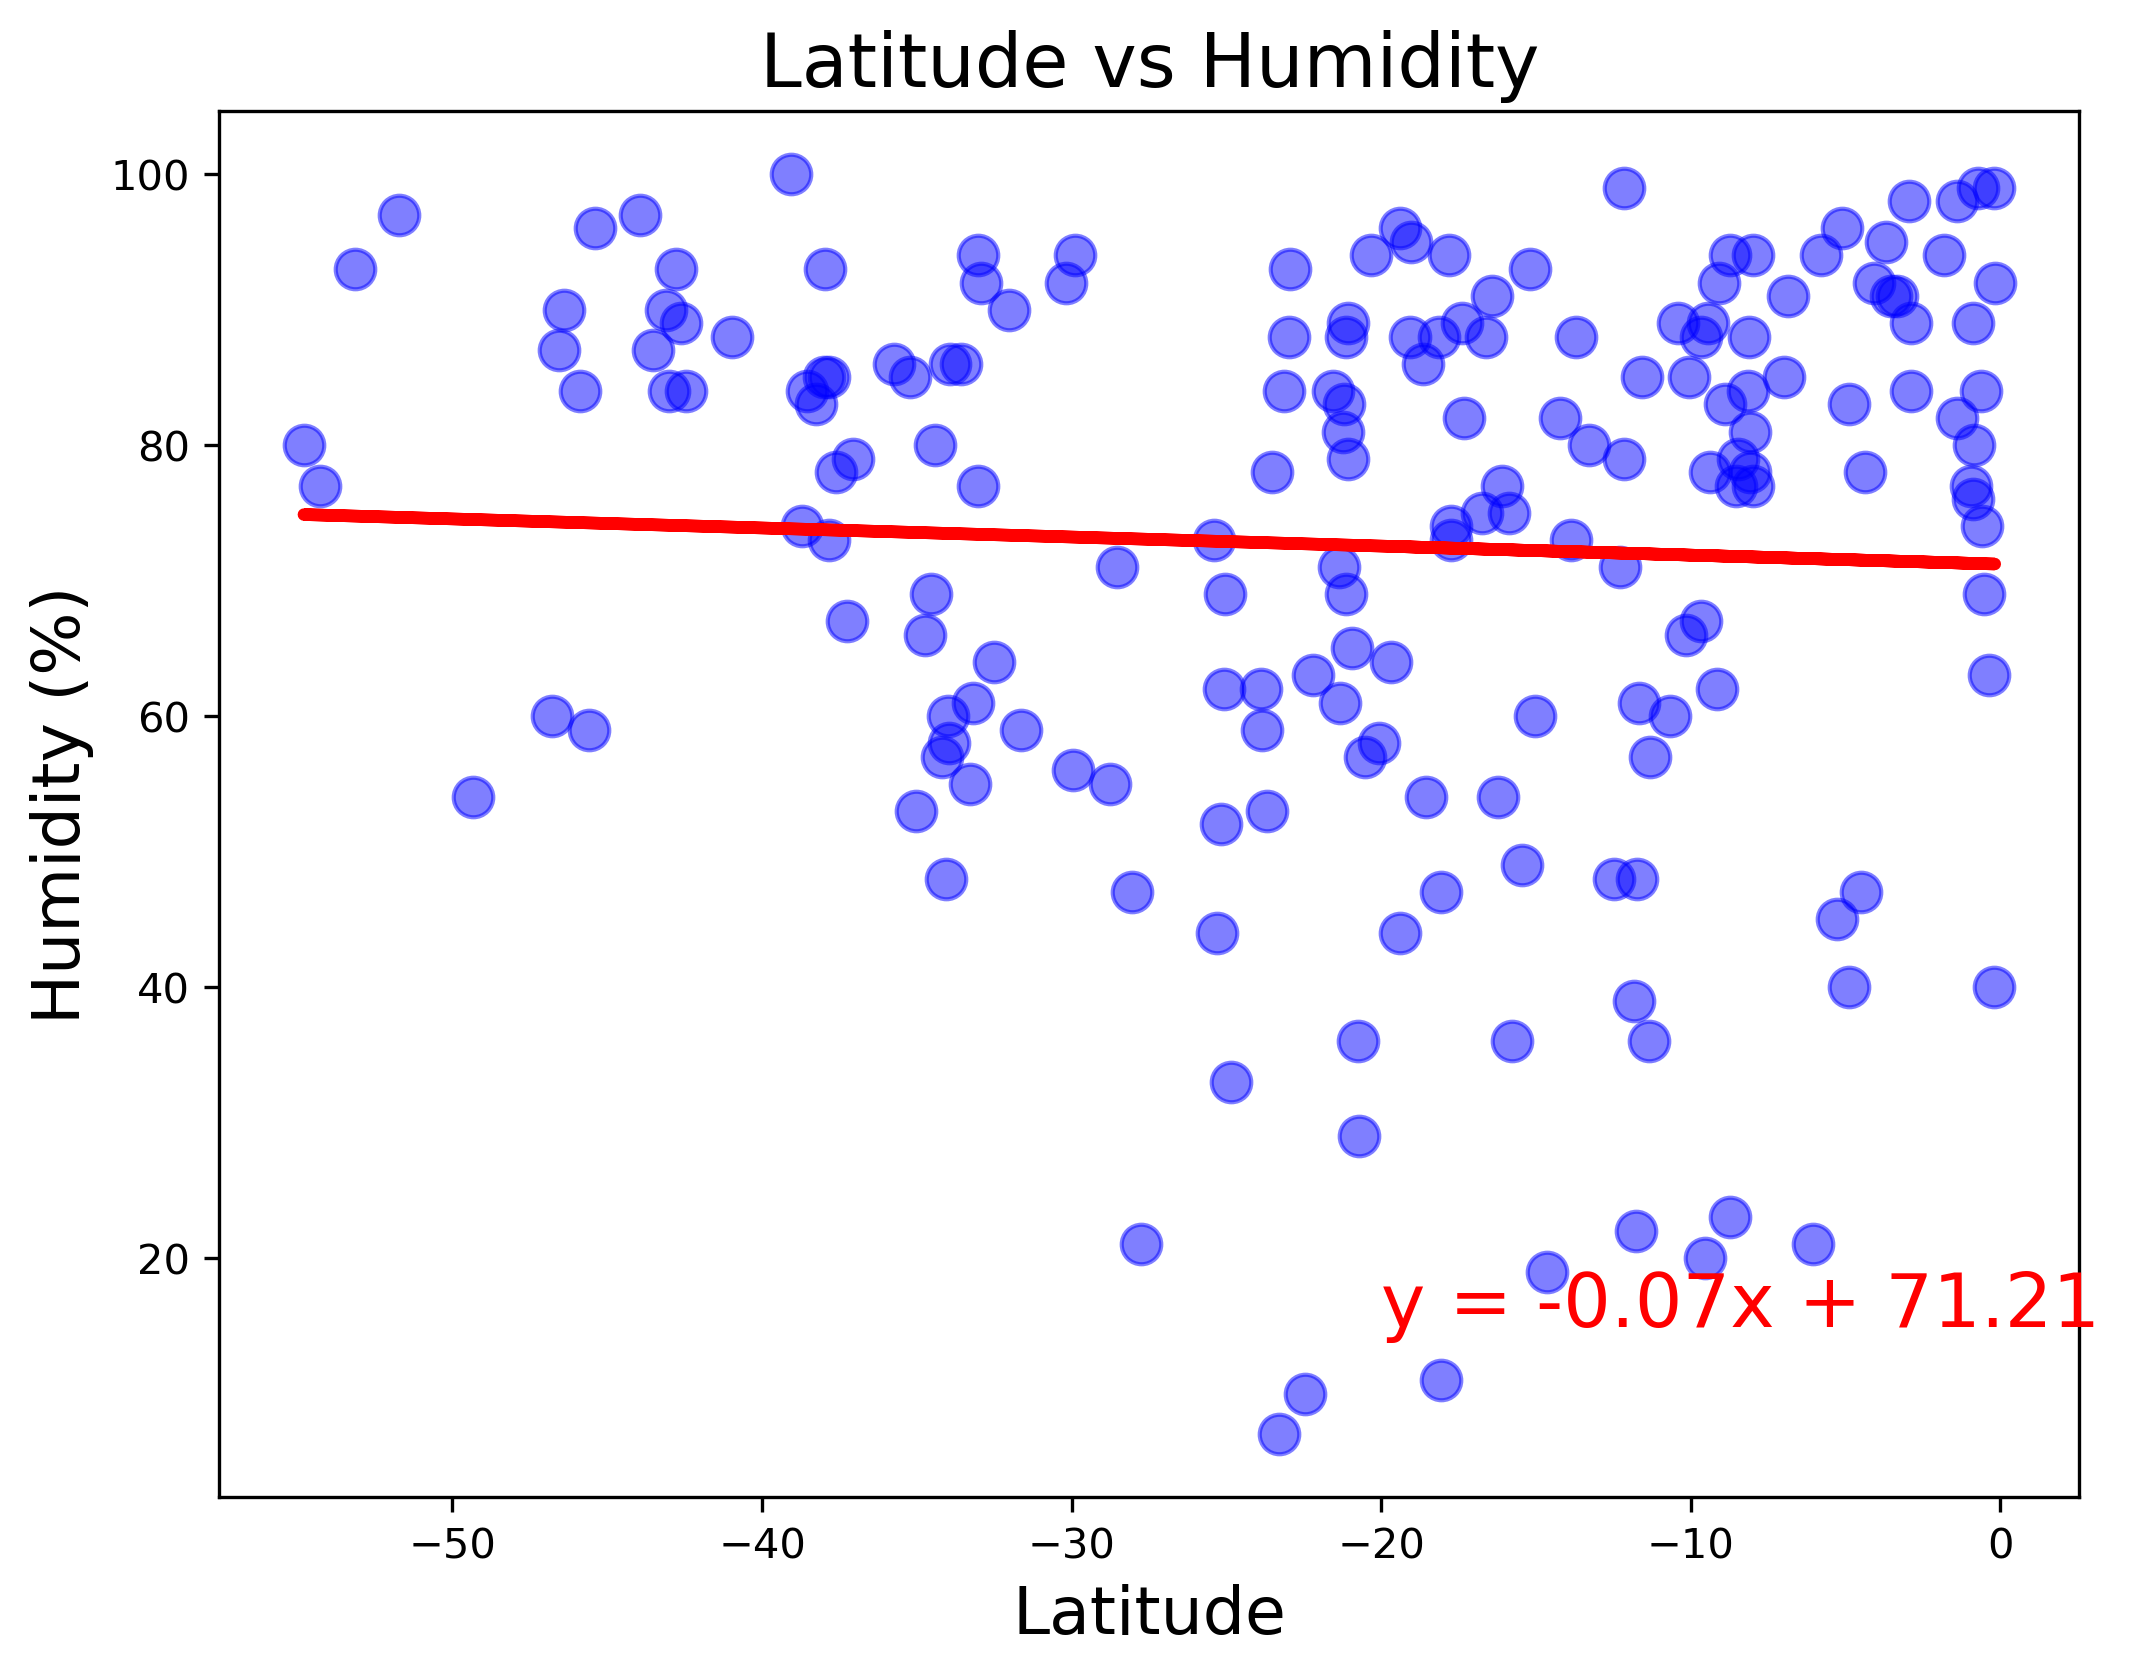 Latitude vs Humidity
Humidity (%)
100
80
60
40
20
y = -0.07x + 71.21
−50 −40 −30 −20 −10 0
Latitude